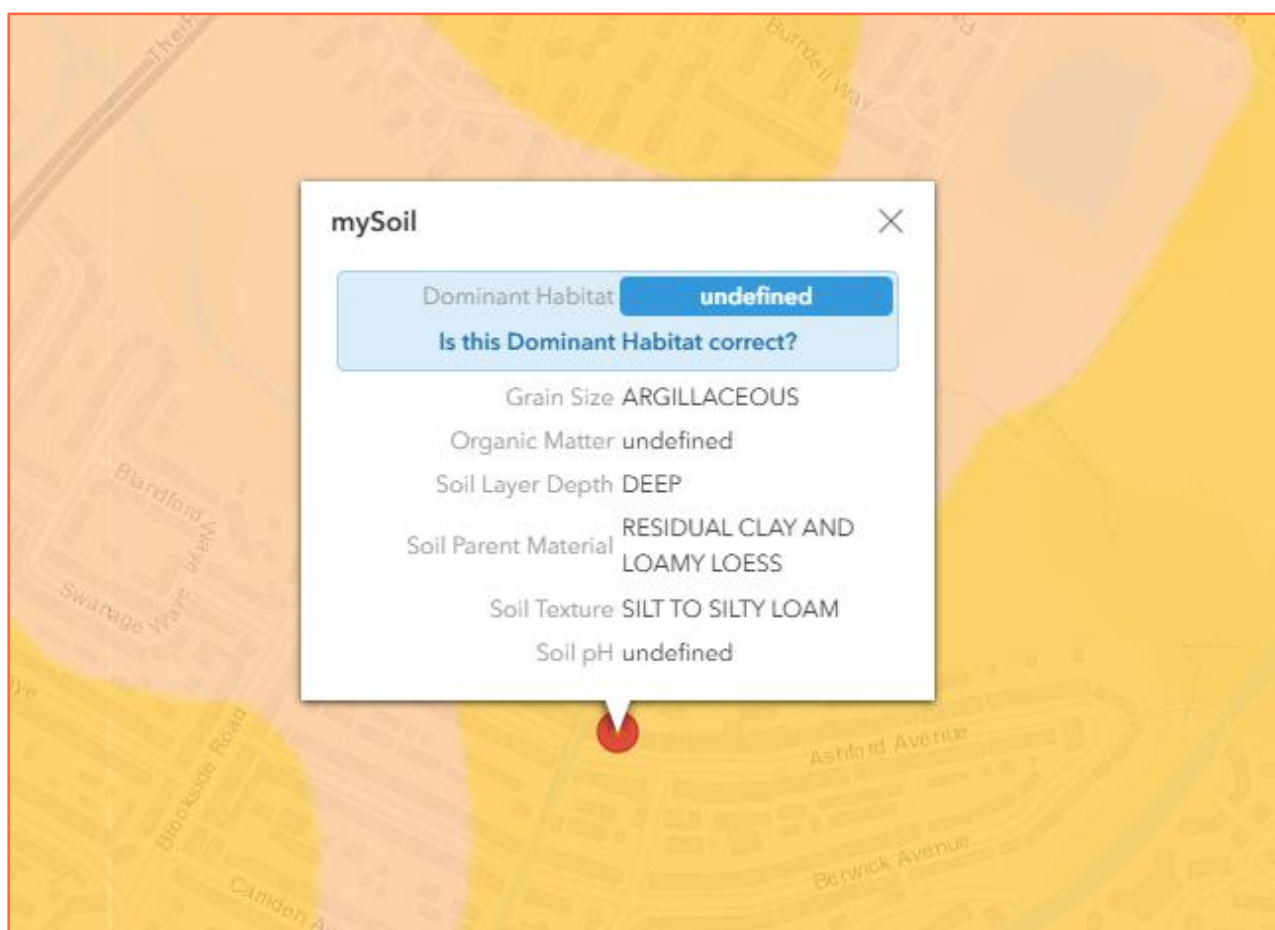 The
Burndell Way
mySoil
Dominant Habitat undefined
Is this Dominant Habitat correct?
Grain Size ARGILLACEOUS
Organic Matter undefined
Soil Layer Depth DEEP
Soil Parent Material RESIDUAL CLAY AND
LOAMY LOESS
Soil Texture SILT TO SILTY LOAM
Soil pH undefined
Blandford
Waye
Swanage Waye
Brookside Road
Ashford Avenue
Berwick Avenue
Camden